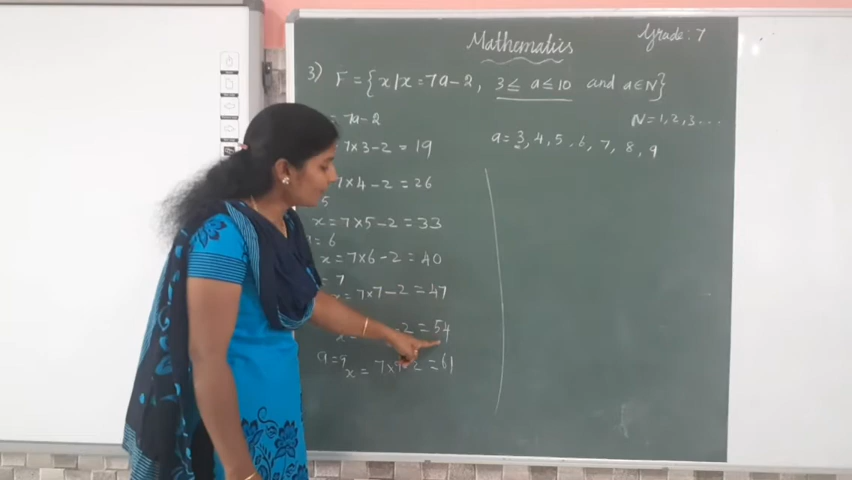 Mathematics
Grade: 7
3) F = {x/x = 7a-2, 3 ≤ a ≤ 10 and a∈N}
N = 1, 2, 3 ...
= 7a-2
a = 3, 4, 5, 6, 7, 8, 9
= 7×3-2 = 19
7×4-2 = 26
5
x = 7×5-2 = 33
= 6
x = 7×6-2 = 40
= 7
x = 7×7-2 = 47
x = -2 = 54
a = 9
x = 7×9-2 = 61